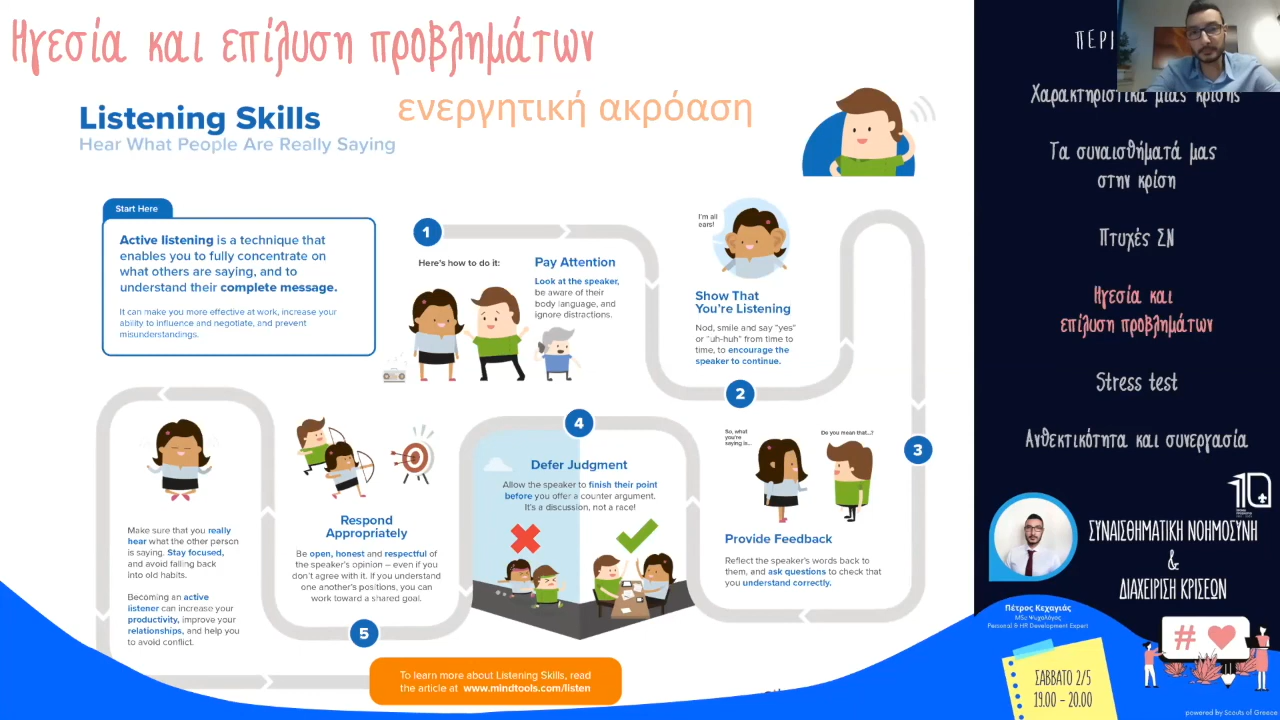 Ηγεσία και επίλυση προβλημάτων
ενεργητική ακρόαση
Listening Skills
Hear What People Are Really Saying
Start Here
Active listening is a technique that
enables you to fully concentrate on
what others are saying, and to
understand their complete message.
It can make you more effective at work, increase your
ability to influence and negotiate, and prevent
misunderstandings.
1
Here's how to do it:
Pay Attention
Look at the speaker,
be aware of their
body language, and
ignore distractions.
I'm all
ears!
Show That
You're Listening
Nod, smile and say "yes"
or "uh-huh" from time to
time, to encourage the
speaker to continue.
2
3
So, what
you're
saying is...
Do you mean that...?
Provide Feedback
Reflect the speaker's words back to
them, and ask questions to check that
you understand correctly.
4
Defer Judgment
Allow the speaker to finish their point
before you offer a counter argument.
It's a discussion, not a race!
Respond
Appropriately
Be open, honest and respectful of
the speaker's opinion – even if you
don't agree with it. If you understand
one another's positions, you can
work toward a shared goal.
5
Make sure that you really
hear what the other person
is saying. Stay focused,
and avoid falling back
into old habits.
Becoming an active
listener can increase your
productivity, improve your
relationships, and help you
to avoid conflict.
To learn more about Listening Skills, read
the article at www.mindtools.com/listen
ΠΕΡΙ
Χαρακτηριστικά μιας κρίσης
Τα συναισθήματά μας
στην κρίση
Πτυχές ΣΝ
Ηγεσία και
επίλυση προβλημάτων
Stress test
Ανθεκτικότητα και συνεργασία
110
ΣΥΝΑΙΣΘΗΜΑΤΙΚΗ ΝΟΗΜΟΣΥΝΗ
&
ΔΙΑΧΕΙΡΙΣΗ ΚΡΙΣΕΩΝ
Πέτρος Κεχαγιάς
MSc Ψυχολόγος
Personal & HR Development Expert
#
ΣΑΒΒΑΤΟ 2/5
19.00 – 20.00
powered by Scouts of Greece